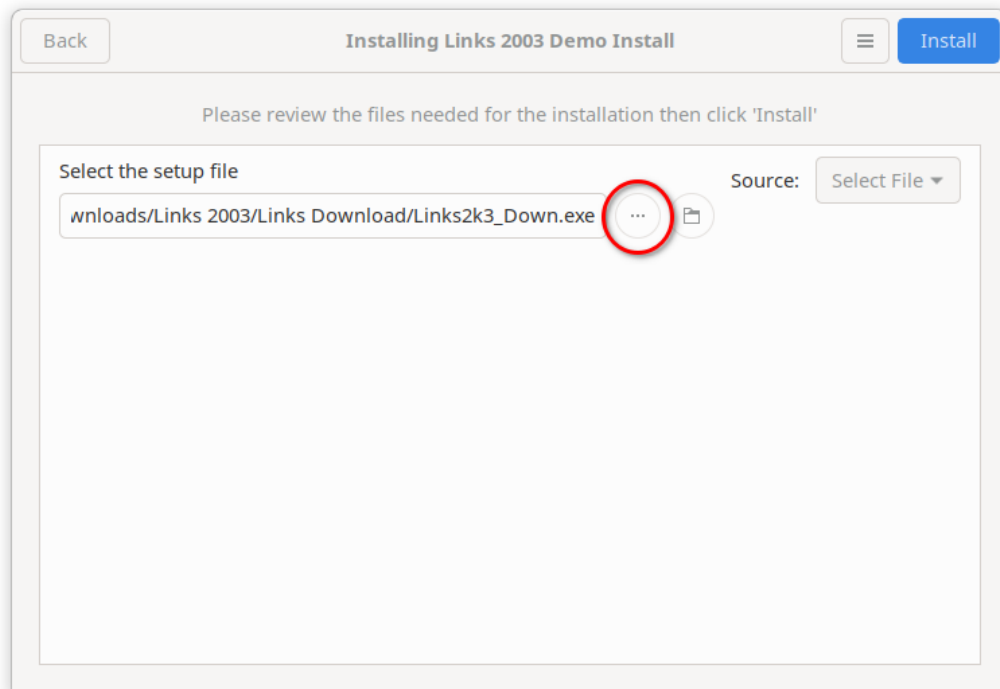 Back
Installing Links 2003 Demo Install
Install
Please review the files needed for the installation then click 'Install'
Select the setup file
Source:
Select File
wnloads/Links 2003/Links Download/Links2k3_Down.exe
...